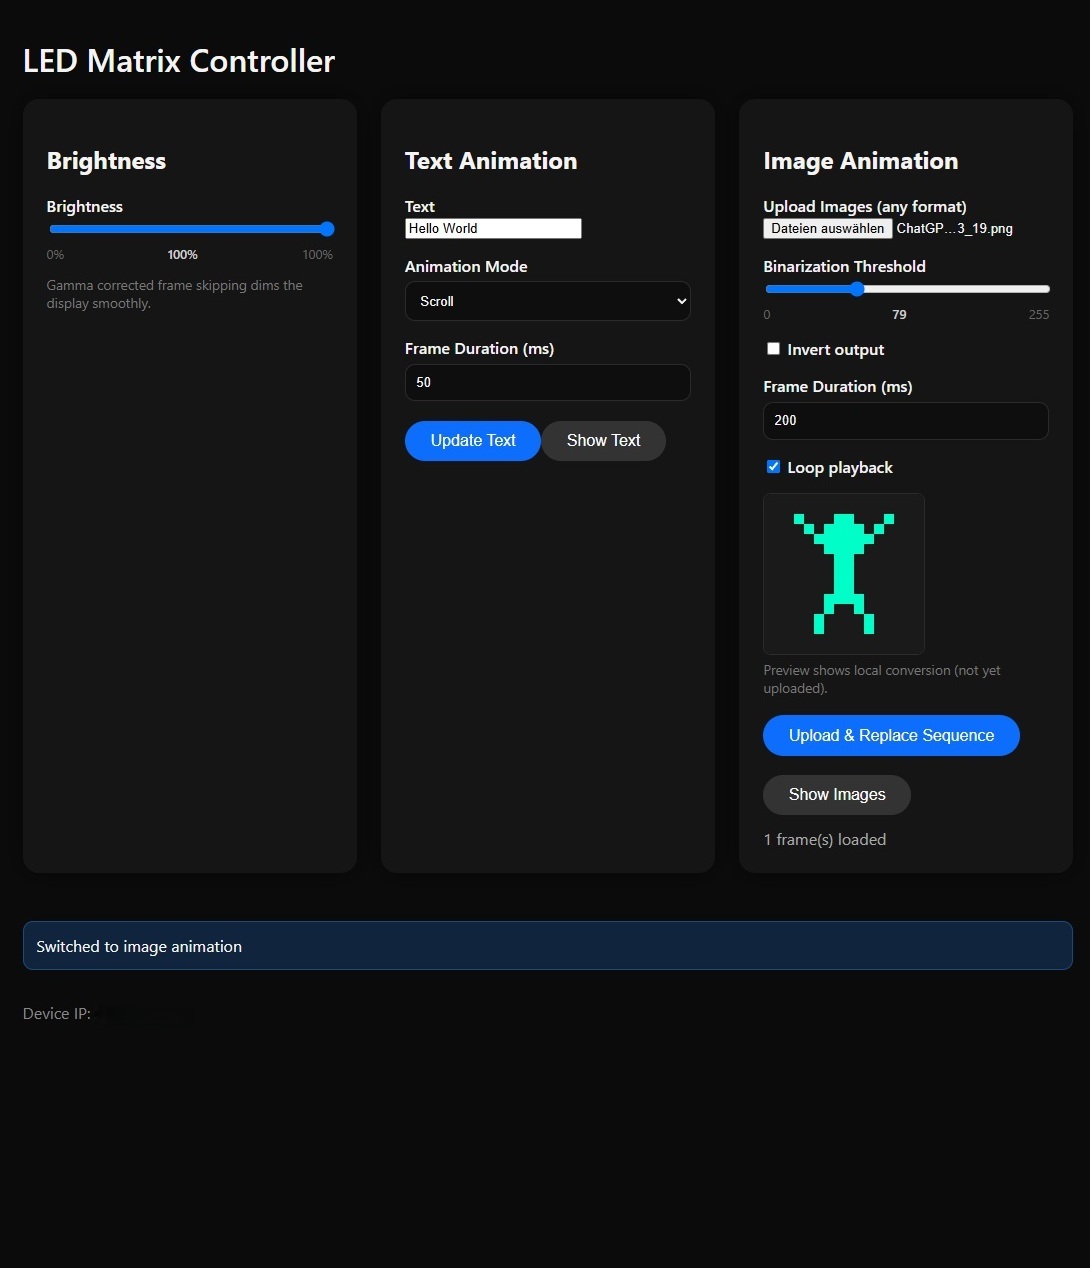 LED Matrix Controller
Brightness
Brightness
0% 100% 100%
Gamma corrected frame skipping dims the
display smoothly.
Text Animation
Text
Hello World
Animation Mode
Scroll
Frame Duration (ms)
50
Update Text Show Text
Image Animation
Upload Images (any format)
Dateien auswählen ChatGP...3_19.png
Binarization Threshold
0 79 255
Invert output
Frame Duration (ms)
200
Loop playback
Preview shows local conversion (not yet
uploaded).
Upload & Replace Sequence
Show Images
1 frame(s) loaded
Switched to image animation
Device IP: